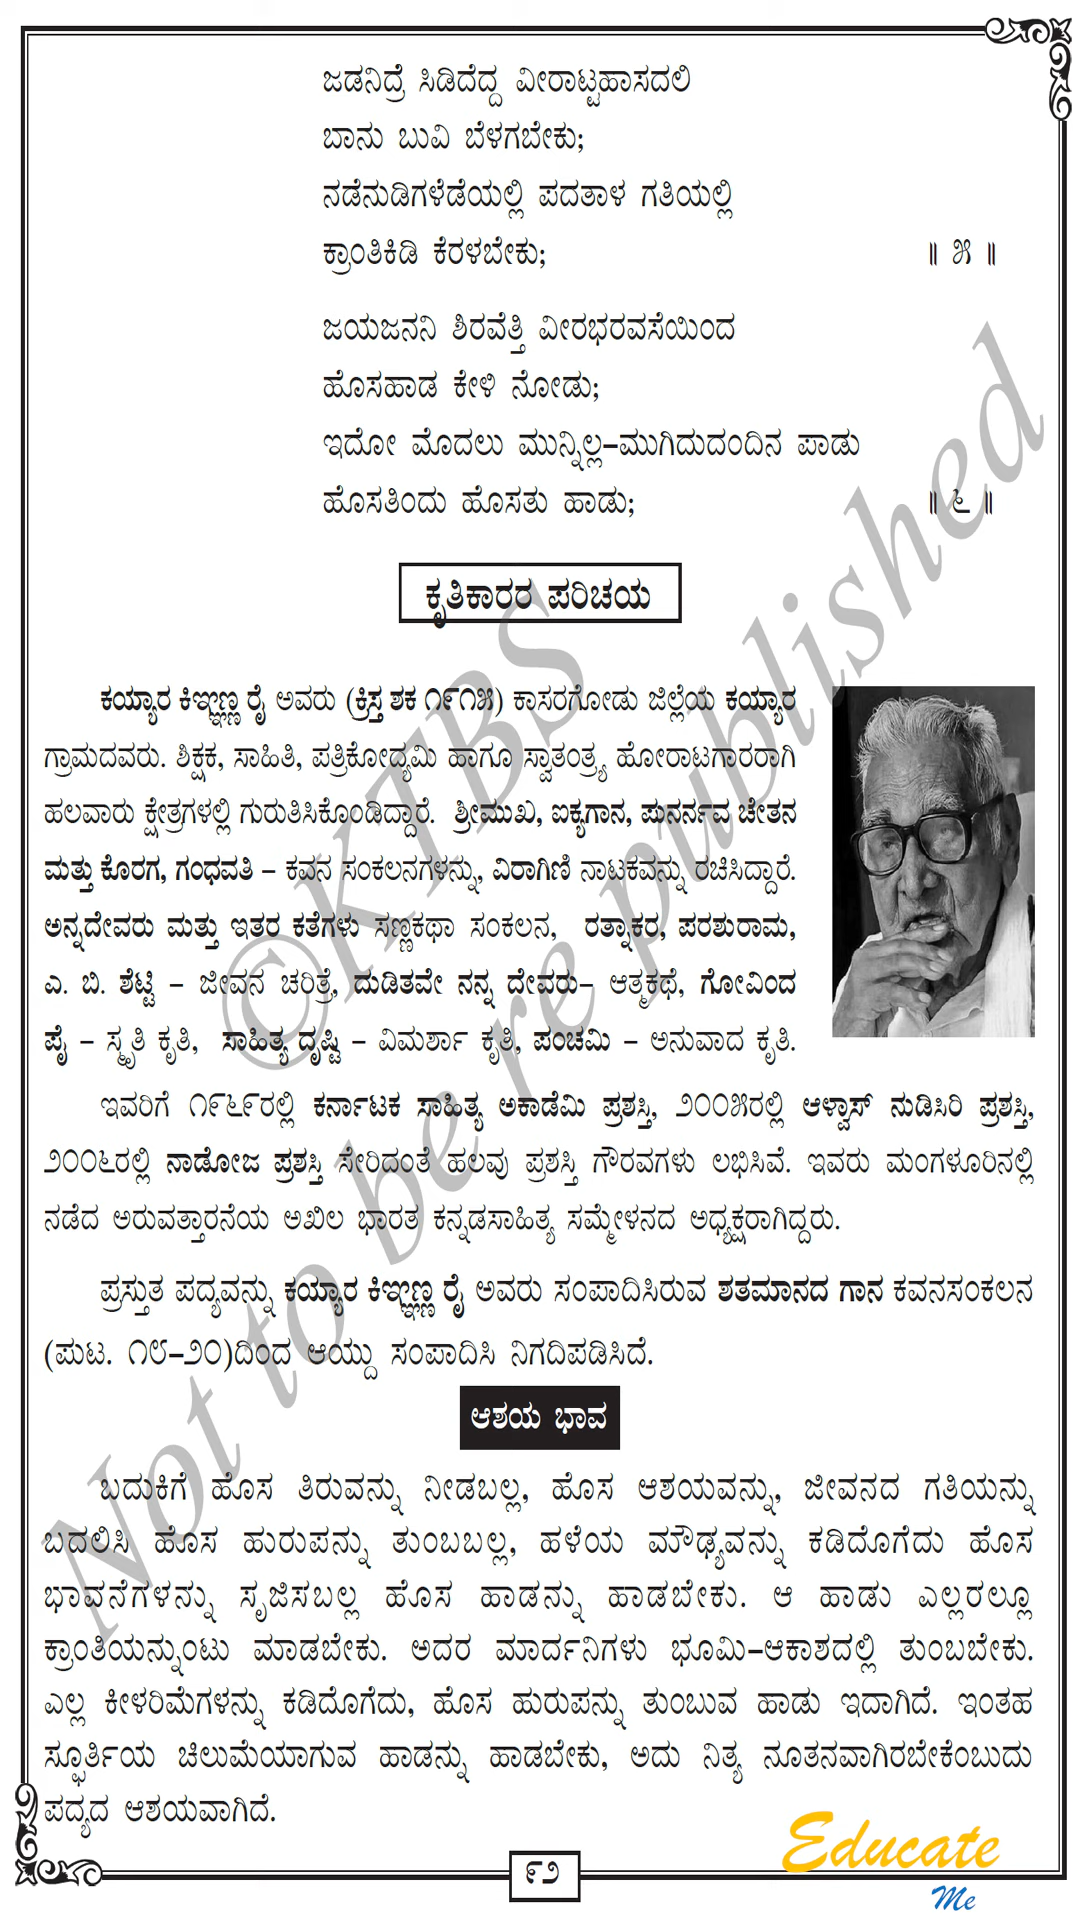 ಜಡನಿದ್ರೆ ಸಿಡಿದೆದ್ದ ವೀರಾಟ್ಟಹಾಸದಲಿ
ಬಾನು ಬುವಿ ಬೆಳಗಬೇಕು;
ನಡೆನುಡಿಗಳೆಡೆಯಲ್ಲಿ ಪದತಾಳ ಗತಿಯಲ್ಲಿ
ಕ್ರಾಂತಿಕಿಡಿ ಕೆರಳಬೇಕು; ॥ ೫ ॥
ಜಯಜನನಿ ಶಿರವೆತ್ತಿ ವೀರಭರವಸೆಯಿಂದ
ಹೊಸಹಾಡ ಕೇಳಿ ನೋಡು;
ಇದೋ ಮೊದಲು ಮುನ್ನಿಲ್ಲ–ಮುಗಿದುದಂದಿನ ಪಾಡು
ಹೊಸತಿಂದು ಹೊಸತು ಹಾಡು; ॥ ೬ ॥
ಕೃತಿಕಾರರ ಪರಿಚಯ
ಕಯ್ಯಾರ ಕಿಞ್ಞಣ್ಣ ರೈ ಅವರು (ಕ್ರಿಸ್ತ ಶಕ ೧೯೧೫) ಕಾಸರಗೋಡು ಜಿಲ್ಲೆಯ ಕಯ್ಯಾರ
ಗ್ರಾಮದವರು. ಶಿಕ್ಷಕ, ಸಾಹಿತಿ, ಪತ್ರಿಕೋದ್ಯಮಿ ಹಾಗೂ ಸ್ವಾತಂತ್ರ್ಯ ಹೋರಾಟಗಾರರಾಗಿ
ಹಲವಾರು ಕ್ಷೇತ್ರಗಳಲ್ಲಿ ಗುರುತಿಸಿಕೊಂಡಿದ್ದಾರೆ. ಶ್ರೀಮುಖ, ಐಕ್ಯಗಾನ, ಪುನರ್ನವ ಚೇತನ
ಮತ್ತು ಕೊರಗ, ಗಂಧವತಿ – ಕವನ ಸಂಕಲನಗಳನ್ನು, ವಿರಾಗಿಣಿ ನಾಟಕವನ್ನು ರಚಿಸಿದ್ದಾರೆ.
ಅನ್ನದೇವರು ಮತ್ತು ಇತರ ಕತೆಗಳು ಸಣ್ಣಕಥಾ ಸಂಕಲನ, ರತ್ನಾಕರ, ಪರಶುರಾಮ,
ಎ. ಬಿ. ಶೆಟ್ಟಿ – ಜೀವನ ಚರಿತ್ರೆ, ದುಡಿತವೇ ನನ್ನ ದೇವರು– ಆತ್ಮಕಥೆ, ಗೋವಿಂದ
ಪೈ – ಸ್ಮೃತಿ ಕೃತಿ, ಸಾಹಿತ್ಯ ದೃಷ್ಟಿ – ವಿಮರ್ಶಾ ಕೃತಿ, ಪಂಚಮಿ – ಅನುವಾದ ಕೃತಿ.
ಇವರಿಗೆ ೧೯೬೯ರಲ್ಲಿ ಕರ್ನಾಟಕ ಸಾಹಿತ್ಯ ಅಕಾಡೆಮಿ ಪ್ರಶಸ್ತಿ, ೨೦೦೫ರಲ್ಲಿ ಆಳ್ವಾಸ್ ನುಡಿಸಿರಿ ಪ್ರಶಸ್ತಿ,
೨೦೦೬ರಲ್ಲಿ ನಾಡೋಜ ಪ್ರಶಸ್ತಿ ಸೇರಿದಂತೆ ಹಲವು ಪ್ರಶಸ್ತಿ ಗೌರವಗಳು ಲಭಿಸಿವೆ. ಇವರು ಮಂಗಳೂರಿನಲ್ಲಿ
ನಡೆದ ಅರುವತ್ತಾರನೆಯ ಅಖಿಲ ಭಾರತ ಕನ್ನಡಸಾಹಿತ್ಯ ಸಮ್ಮೇಳನದ ಅಧ್ಯಕ್ಷರಾಗಿದ್ದರು.
ಪ್ರಸ್ತುತ ಪದ್ಯವನ್ನು ಕಯ್ಯಾರ ಕಿಞ್ಞಣ್ಣ ರೈ ಅವರು ಸಂಪಾದಿಸಿರುವ ಶತಮಾನದ ಗಾನ ಕವನಸಂಕಲನ
(ಪುಟ. ೧೮–೨೦)ದಿಂದ ಆಯ್ದು ಸಂಪಾದಿಸಿ ನಿಗದಿಪಡಿಸಿದೆ.
ಆಶಯ ಭಾವ
ಬದುಕಿಗೆ ಹೊಸ ತಿರುವನ್ನು ನೀಡಬಲ್ಲ, ಹೊಸ ಆಶಯವನ್ನು, ಜೀವನದ ಗತಿಯನ್ನು
ಬದಲಿಸಿ ಹೊಸ ಹುರುಪನ್ನು ತುಂಬಬಲ್ಲ, ಹಳೆಯ ಮೌಢ್ಯವನ್ನು ಕಡಿದೊಗೆದು ಹೊಸ
ಭಾವನೆಗಳನ್ನು ಸೃಜಿಸಬಲ್ಲ ಹೊಸ ಹಾಡನ್ನು ಹಾಡಬೇಕು. ಆ ಹಾಡು ಎಲ್ಲರಲ್ಲೂ
ಕ್ರಾಂತಿಯನ್ನುಂಟು ಮಾಡಬೇಕು. ಅದರ ಮಾರ್ದನಿಗಳು ಭೂಮಿ–ಆಕಾಶದಲ್ಲಿ ತುಂಬಬೇಕು.
ಎಲ್ಲ ಕೀಳರಿಮೆಗಳನ್ನು ಕಡಿದೊಗೆದು, ಹೊಸ ಹುರುಪನ್ನು ತುಂಬುವ ಹಾಡು ಇದಾಗಿದೆ. ಇಂತಹ
ಸ್ಫೂರ್ತಿಯ ಚಿಲುಮೆಯಾಗುವ ಹಾಡನ್ನು ಹಾಡಬೇಕು, ಅದು ನಿತ್ಯ ನೂತನವಾಗಿರಬೇಕೆಂಬುದು
ಪದ್ಯದ ಆಶಯವಾಗಿದೆ.
೯೨
Educate
Me
©KTBS
Not to be re published